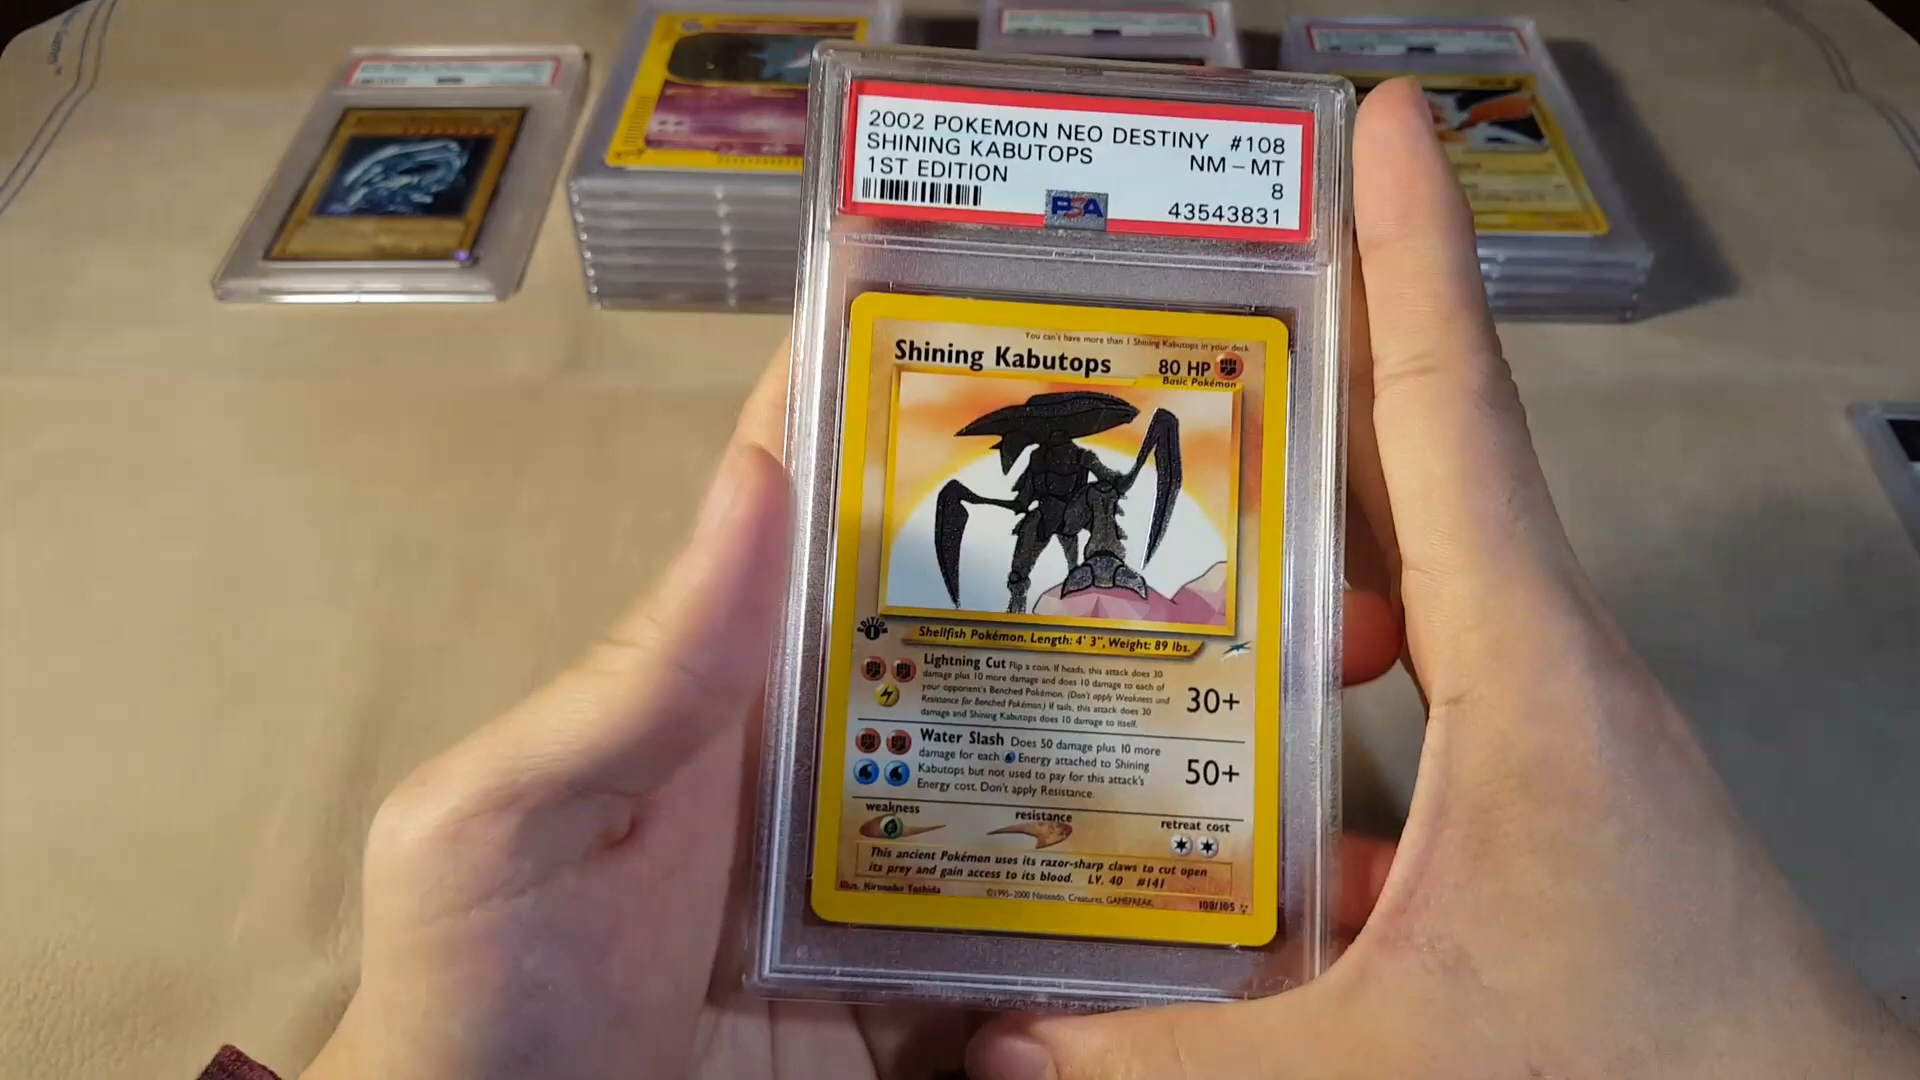 2002 POKEMON NEO DESTINY #108
SHINING KABUTOPS NM - MT
1ST EDITION 8
PSA 43543831
You can't have more than 1 Shining Kabutops in your deck.
Shining Kabutops 80 HP
Basic Pokémon
EDITION 1
Shellfish Pokémon. Length: 4' 3", Weight: 89 lbs.
Lightning Cut Flip a coin. If heads, this attack does 30
damage plus 10 more damage and does 10 damage to each of
your opponent's Benched Pokémon. (Don't apply Weakness and
Resistance for Benched Pokémon.) If tails, this attack does 30
damage and Shining Kabutops does 10 damage to itself.
30+
Water Slash Does 50 damage plus 10 more
damage for each Energy attached to Shining
Kabutops but not used to pay for this attack's
Energy cost. Don't apply Resistance.
50+
weakness resistance retreat cost
This ancient Pokémon uses its razor-sharp claws to cut open
its prey and gain access to its blood. LV. 40 #141
Illus. Hironobu Yoshida ©1995-2000 Nintendo, Creatures, GAMEFREAK. 108/105